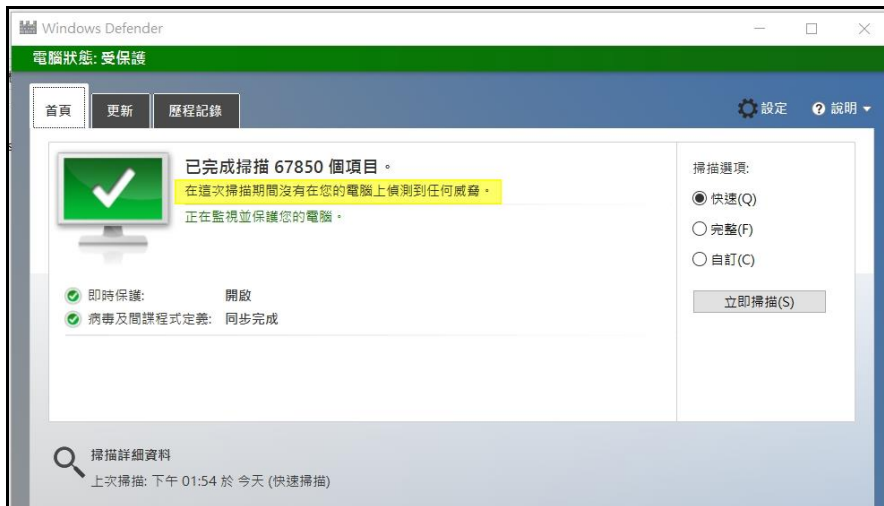 Windows Defender
電腦狀態: 受保護
首頁 更新 歷程記錄 設定 說明
已完成掃描 67850 個項目。
在這次掃描期間沒有在您的電腦上偵測到任何威脅。
正在監視並保護您的電腦。
即時保護: 開啟
病毒及間諜程式定義: 同步完成
掃描選項:
快速(Q)
完整(F)
自訂(C)
立即掃描(S)
掃描詳細資料
上次掃描: 下午 01:54 於 今天 (快速掃描)